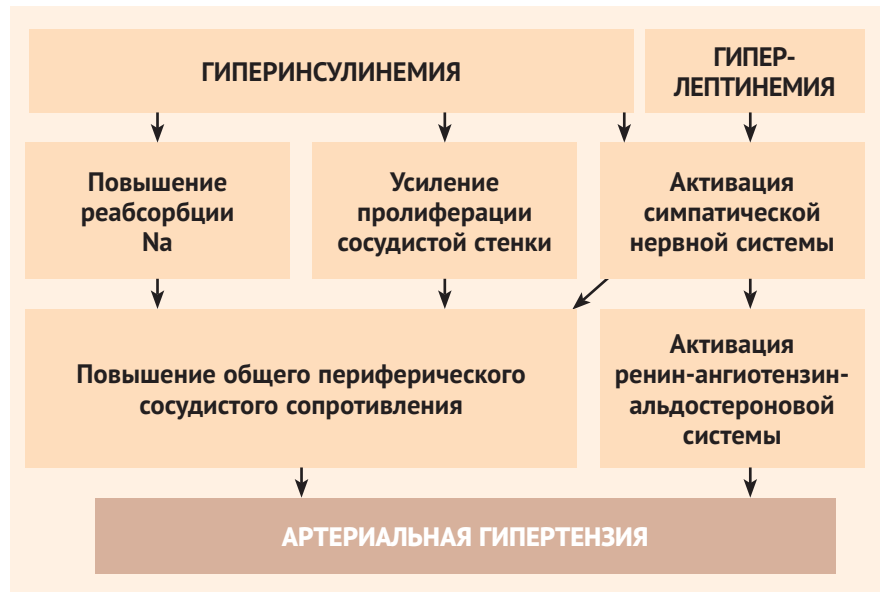 ГИПЕРИНСУЛИНЕМИЯ
ГИПЕР-
ЛЕПТИНЕМИЯ
Повышение
реабсорбции
Na
Усиление
пролиферации
сосудистой стенки
Активация
симпатической
нервной системы
Повышение общего периферического
сосудистого сопротивления
Активация
ренин-ангиотензин-
альдостероновой
системы
АРТЕРИАЛЬНАЯ ГИПЕРТЕНЗИЯ